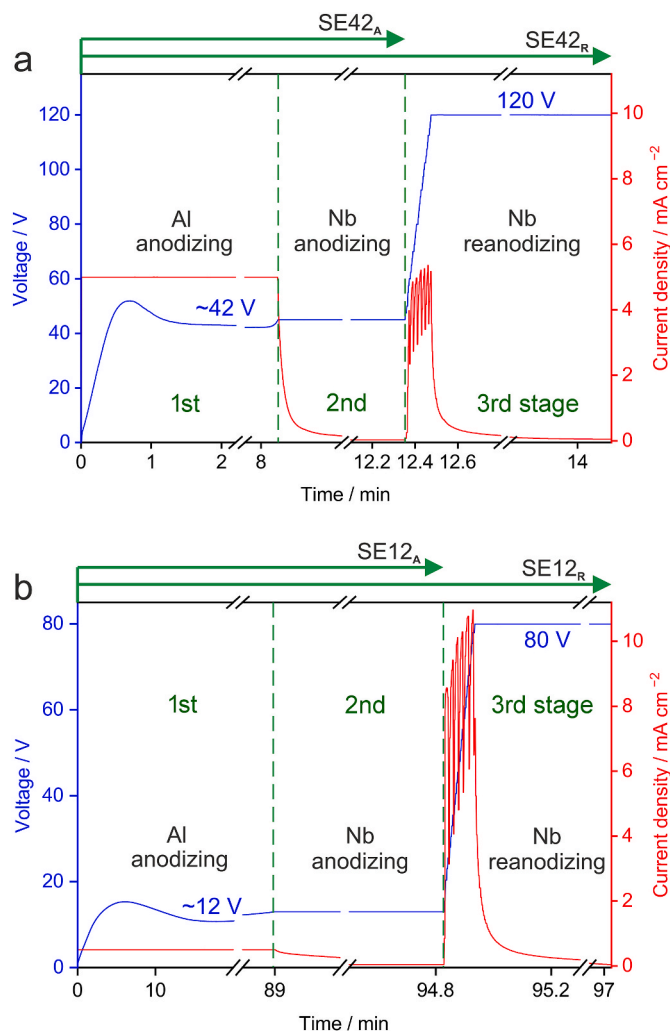 SE42A
SE42R
a
120
100
80
60
40
20
0
Voltage / V
10
8
6
4
2
0
Current density / mA cm⁻²
120 V
Al
anodizing
Nb
anodizing
Nb
reanodizing
~42 V
1st
2nd
3rd stage
0 1 2 8 12.2 12.4 12.6 14
Time / min
SE12A
SE12R
b
80
60
40
20
0
Voltage / V
10
8
6
4
2
0
Current density / mA cm⁻²
80 V
1st
2nd
3rd stage
Al
anodizing
Nb
anodizing
Nb
reanodizing
~12 V
0 10 89 94.8 95.2 97
Time / min